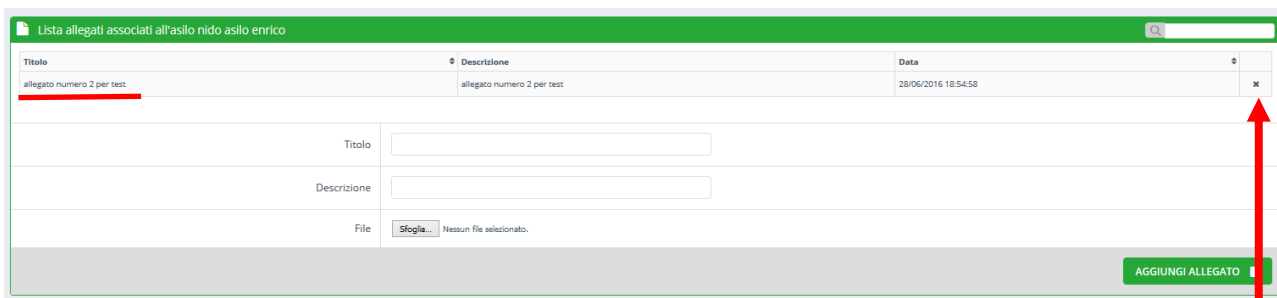 Lista allegati associati all'asilo nido asilo enrico
Titolo Descrizione Data
allegato numero 2 per test allegato numero 2 per test 28/06/2016 18:54:58
Titolo
Descrizione
File Sfoglia... Nessun file selezionato.
AGGIUNGI ALLEGATO